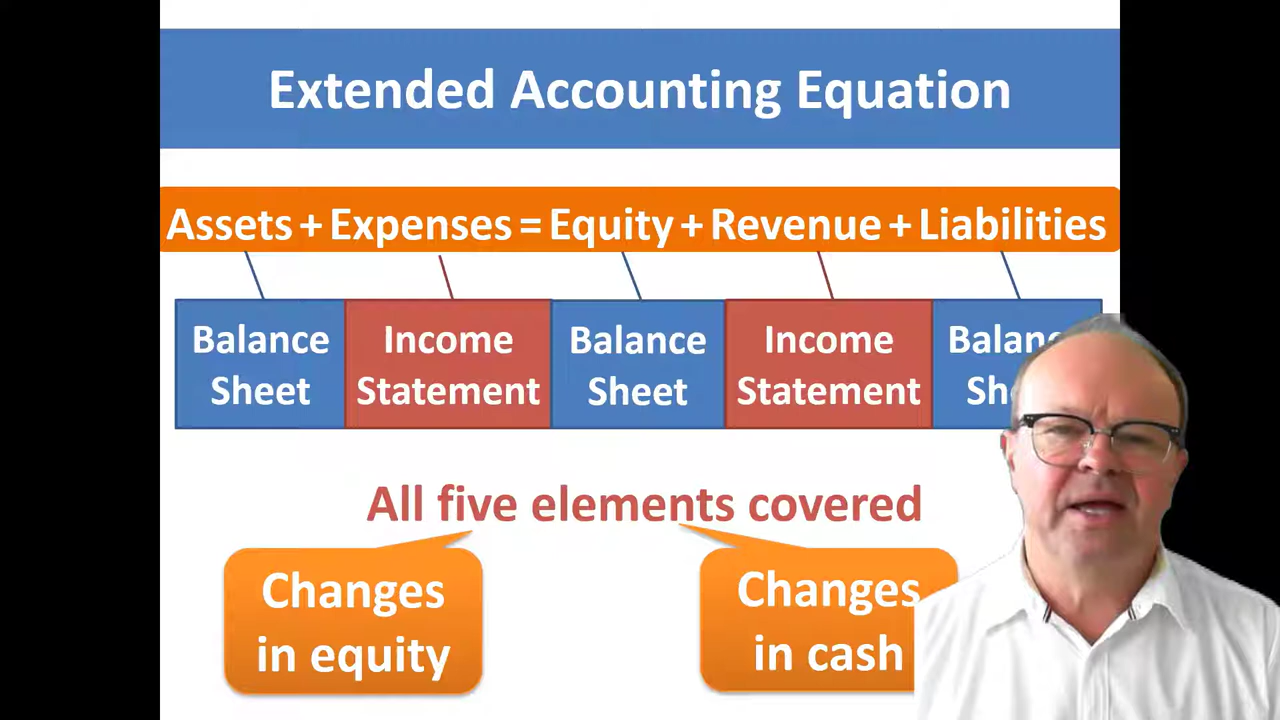 Extended Accounting Equation
Assets + Expenses = Equity + Revenue + Liabilities
Balance
Sheet
Income
Statement
Balance
Sheet
Income
Statement
All five elements covered
Changes
in equity
Changes
in cash